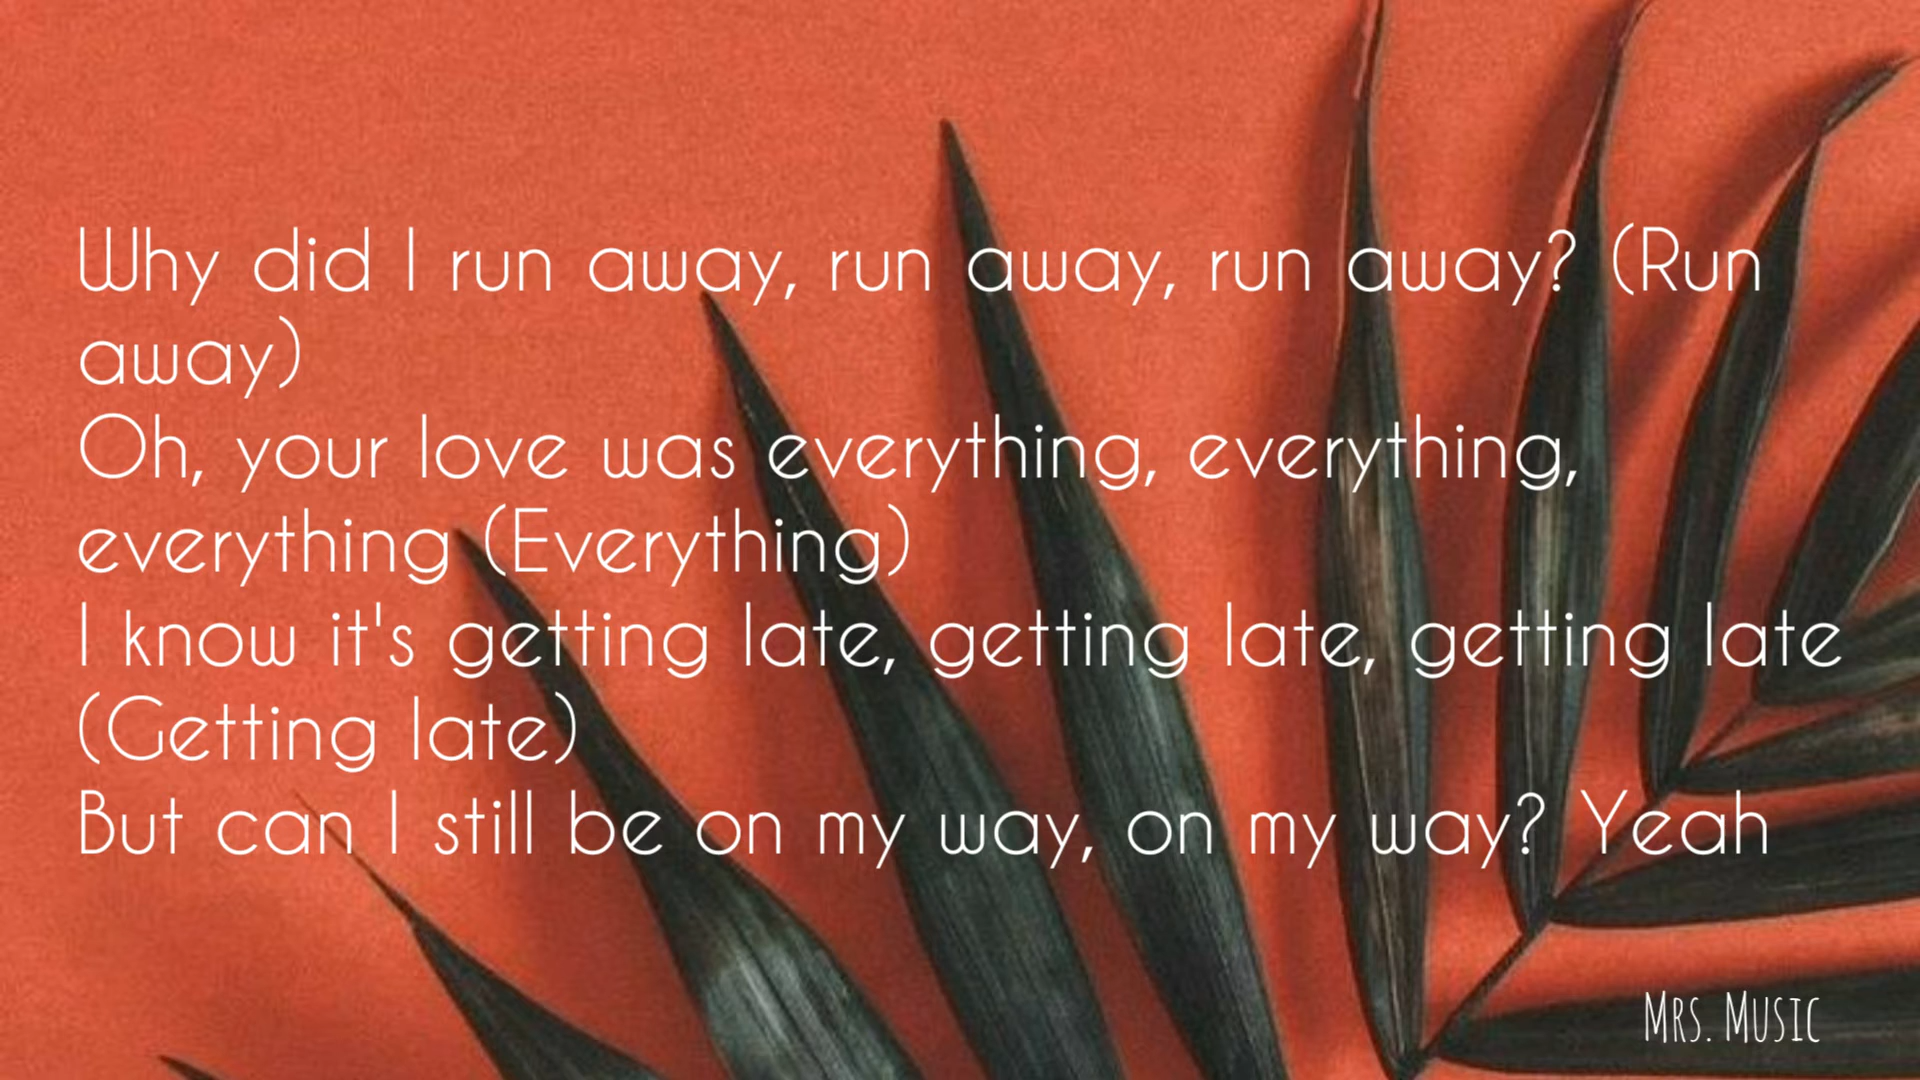 Why did I run away, run away, run away? (Run
away)
Oh, your love was everything, everything,
everything (Everything)
I know it's getting late, getting late, getting late
(Getting late)
But can I still be on my way, on my way? Yeah
Mrs. Music